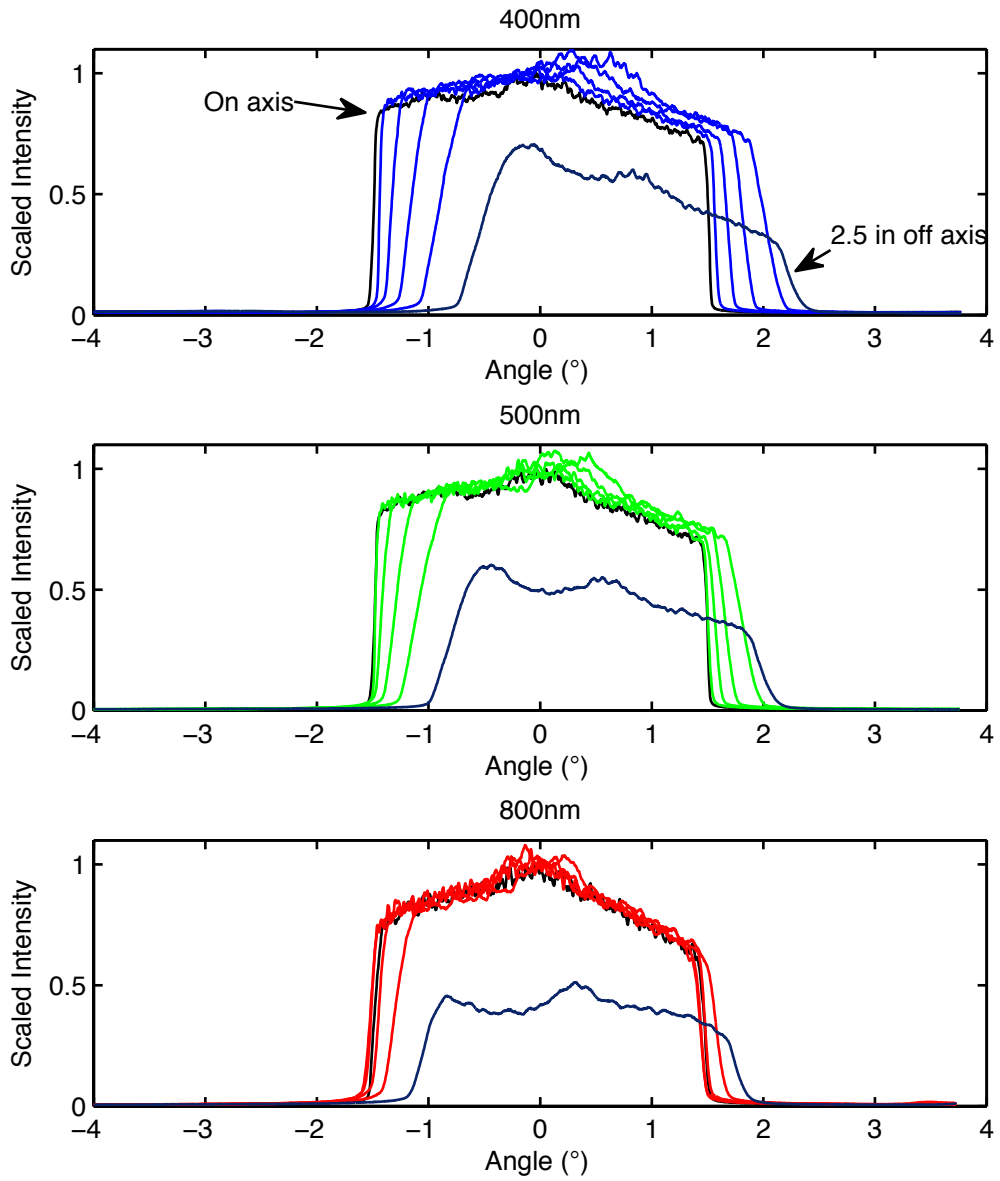 400nm
Scaled Intensity
1
0.5
0
On axis
2.5 in off axis
−4 −3 −2 −1 0 1 2 3 4
Angle (°)
500nm
Scaled Intensity
1
0.5
0
−4 −3 −2 −1 0 1 2 3 4
Angle (°)
800nm
Scaled Intensity
1
0.5
0
−4 −3 −2 −1 0 1 2 3 4
Angle (°)